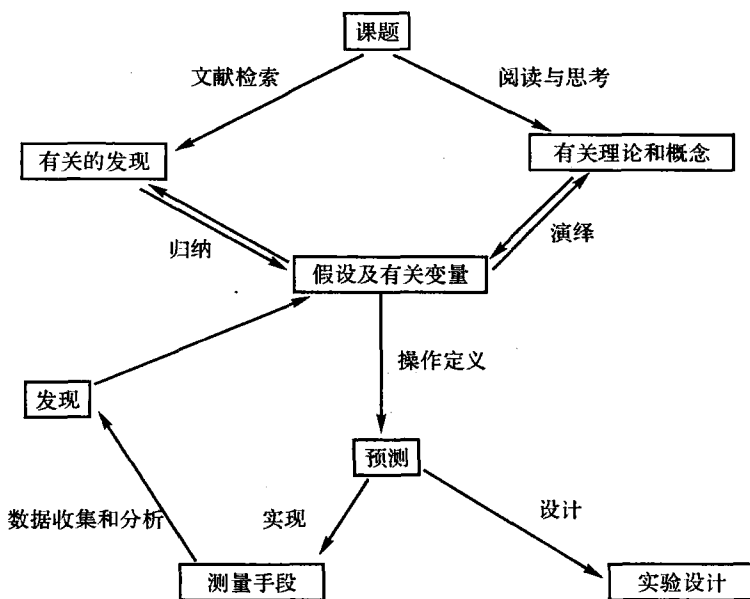 课题
文献检索
阅读与思考
有关的发现
有关理论和概念
归纳
演绎
假设及有关变量
操作定义
发现
预测
数据收集和分析
实现
设计
测量手段
实验设计